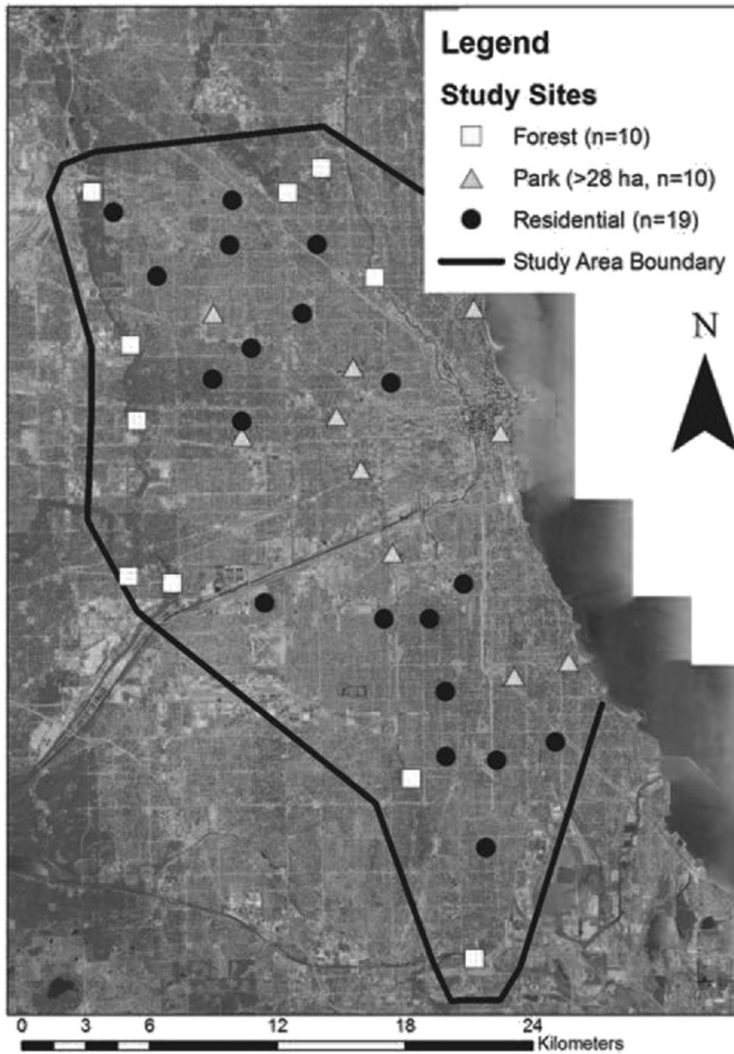 Legend
Study Sites
Forest (n=10)
Park (>28 ha, n=10)
Residential (n=19)
Study Area Boundary
N
0 3 6 12 18 24
Kilometers